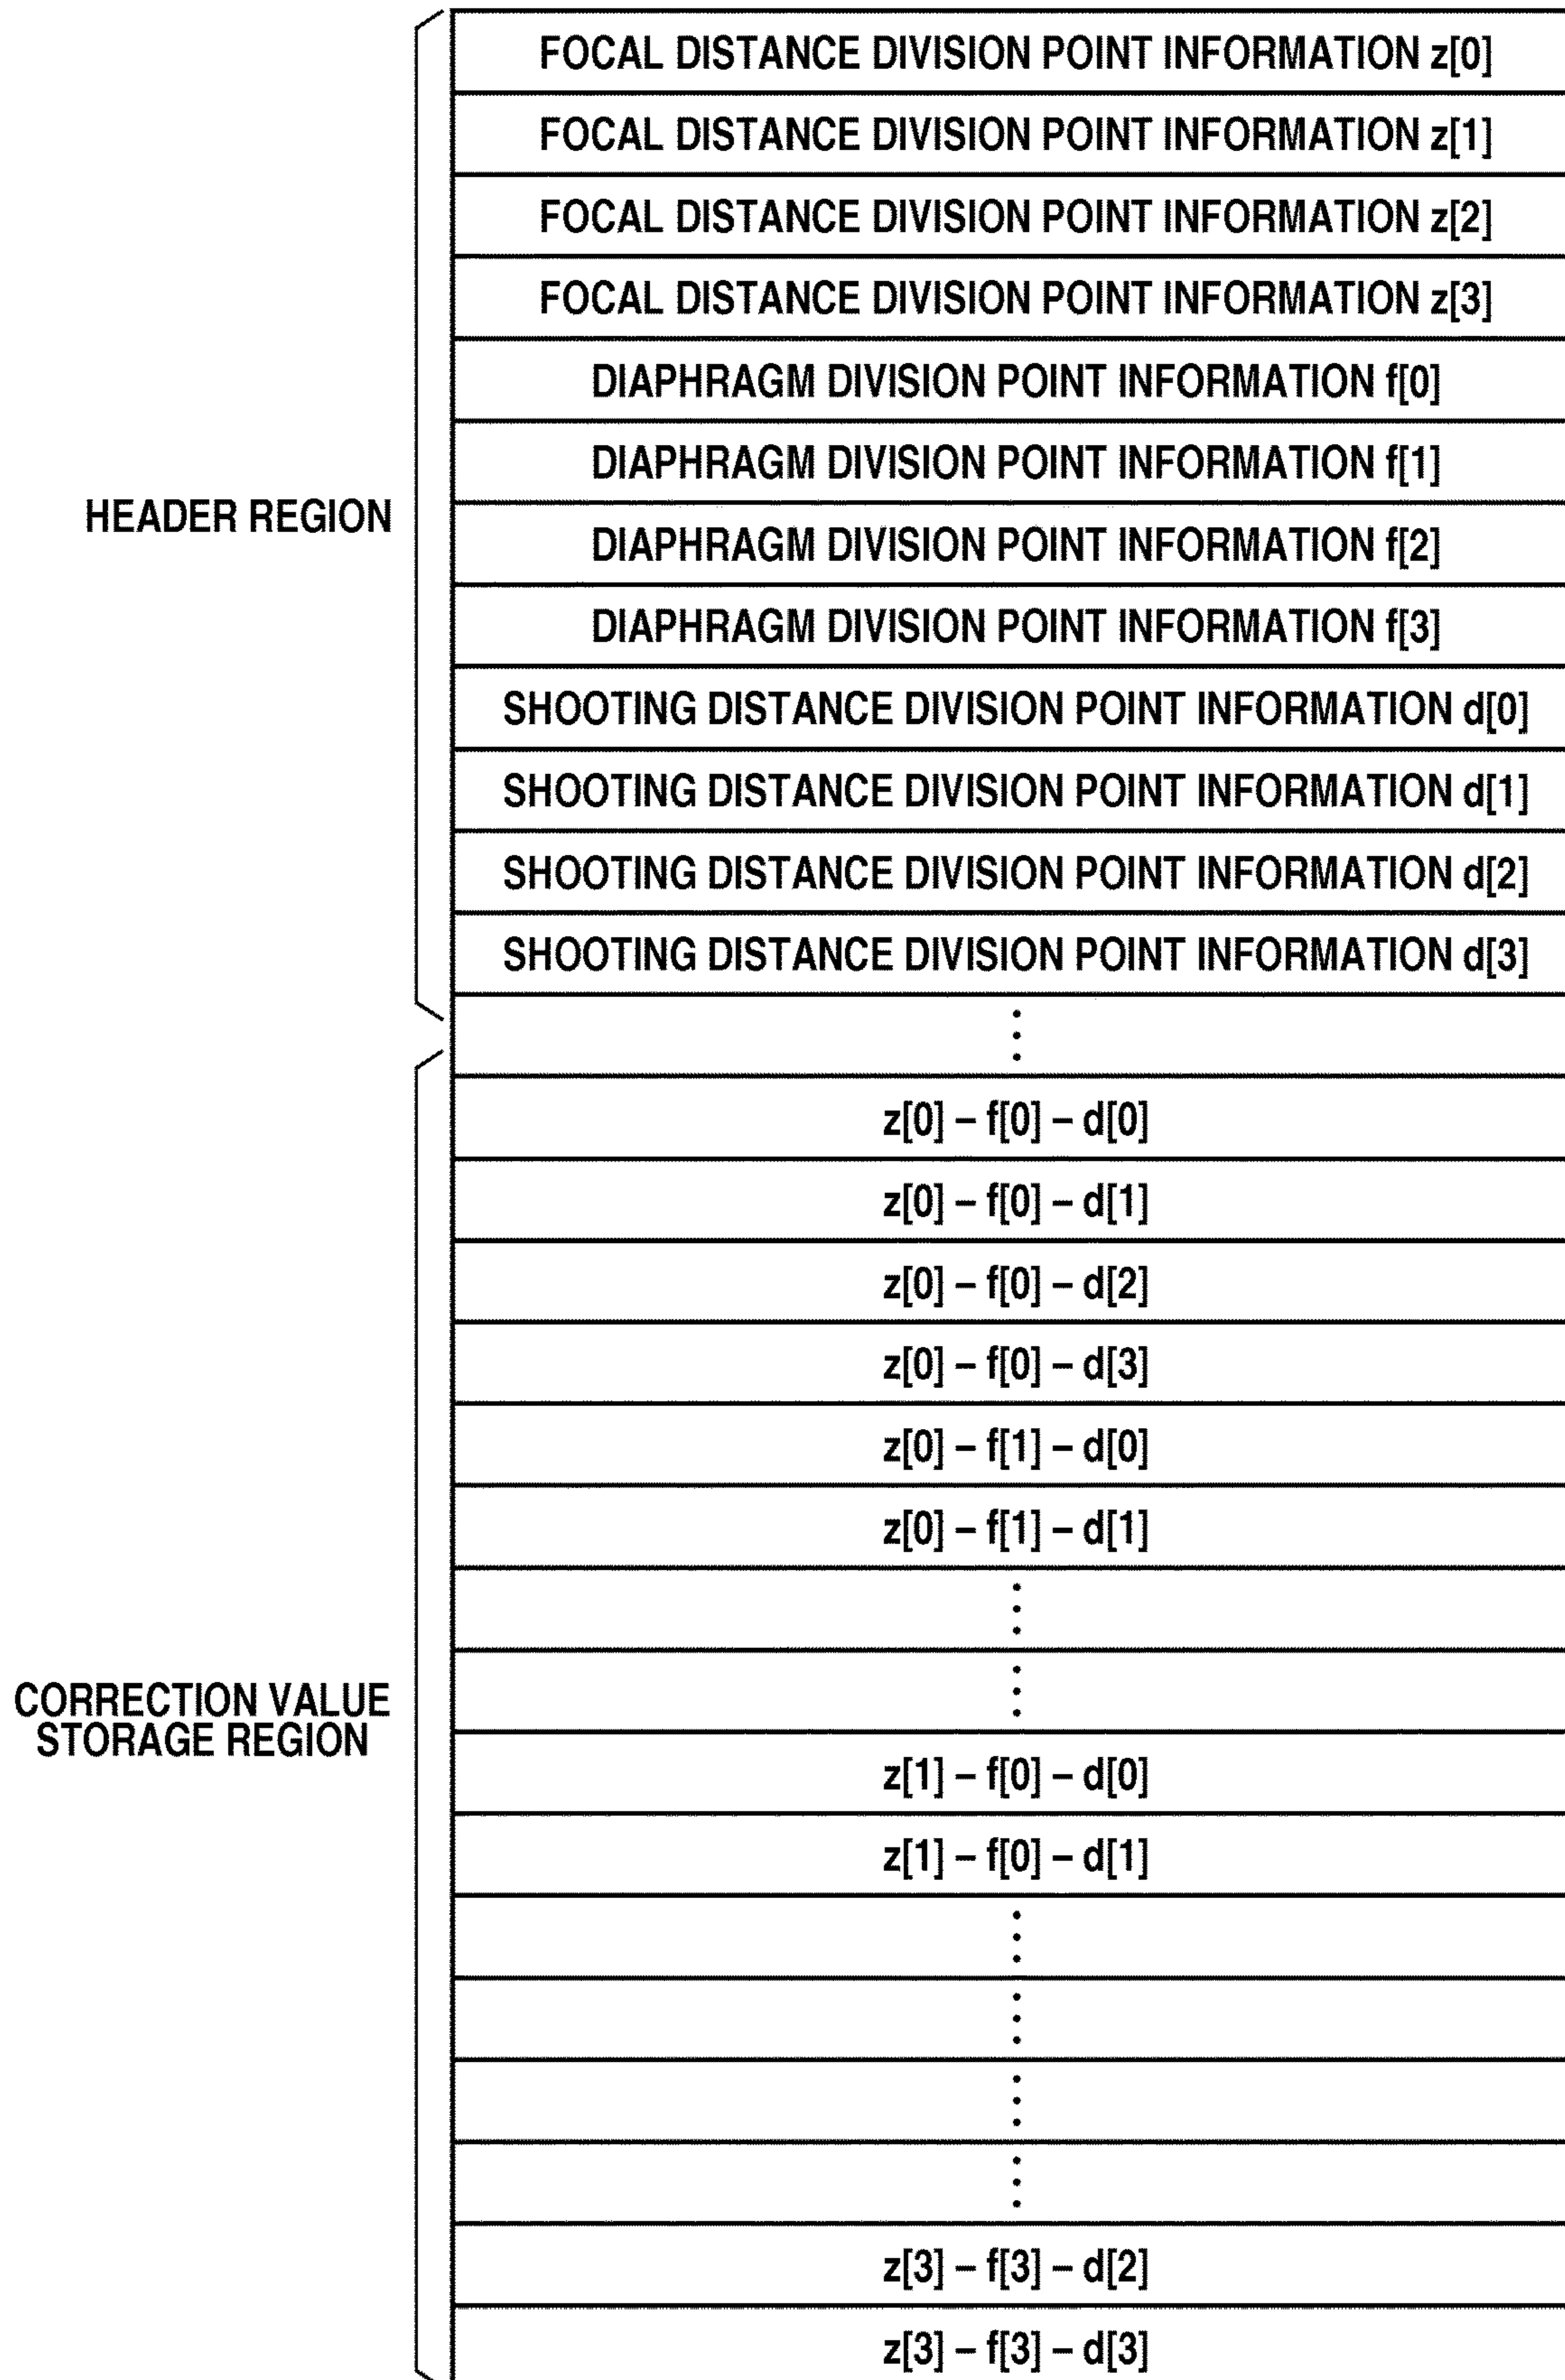 FOCAL DISTANCE DIVISION POINT INFORMATION z[0]
FOCAL DISTANCE DIVISION POINT INFORMATION z[1]
FOCAL DISTANCE DIVISION POINT INFORMATION z[2]
FOCAL DISTANCE DIVISION POINT INFORMATION z[3]
DIAPHRAGM DIVISION POINT INFORMATION f[0]
DIAPHRAGM DIVISION POINT INFORMATION f[1]
HEADER REGION
DIAPHRAGM DIVISION POINT INFORMATION f[2]
DIAPHRAGM DIVISION POINT INFORMATION f[3]
SHOOTING DISTANCE DIVISION POINT INFORMATION d[0]
SHOOTING DISTANCE DIVISION POINT INFORMATION d[1]
SHOOTING DISTANCE DIVISION POINT INFORMATION d[2]
SHOOTING DISTANCE DIVISION POINT INFORMATION d[3]
z[0] – f[0] – d[0]
z[0] – f[0] – d[1]
z[0] – f[0] – d[2]
z[0] – f[0] – d[3]
z[0] – f[1] – d[0]
z[0] – f[1] – d[1]
CORRECTION VALUE
STORAGE REGION
z[1] – f[0] – d[0]
z[1] – f[0] – d[1]
z[3] – f[3] – d[2]
z[3] – f[3] – d[3]